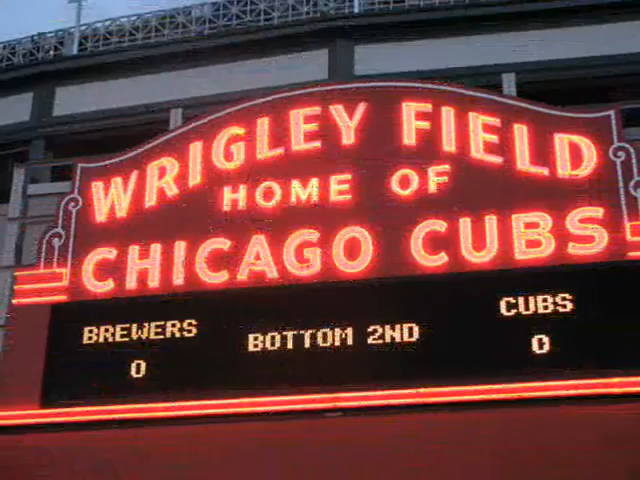 WRIGLEY FIELD
HOME OF
CHICAGO CUBS
BREWERS BOTTOM 2ND CUBS
0 0